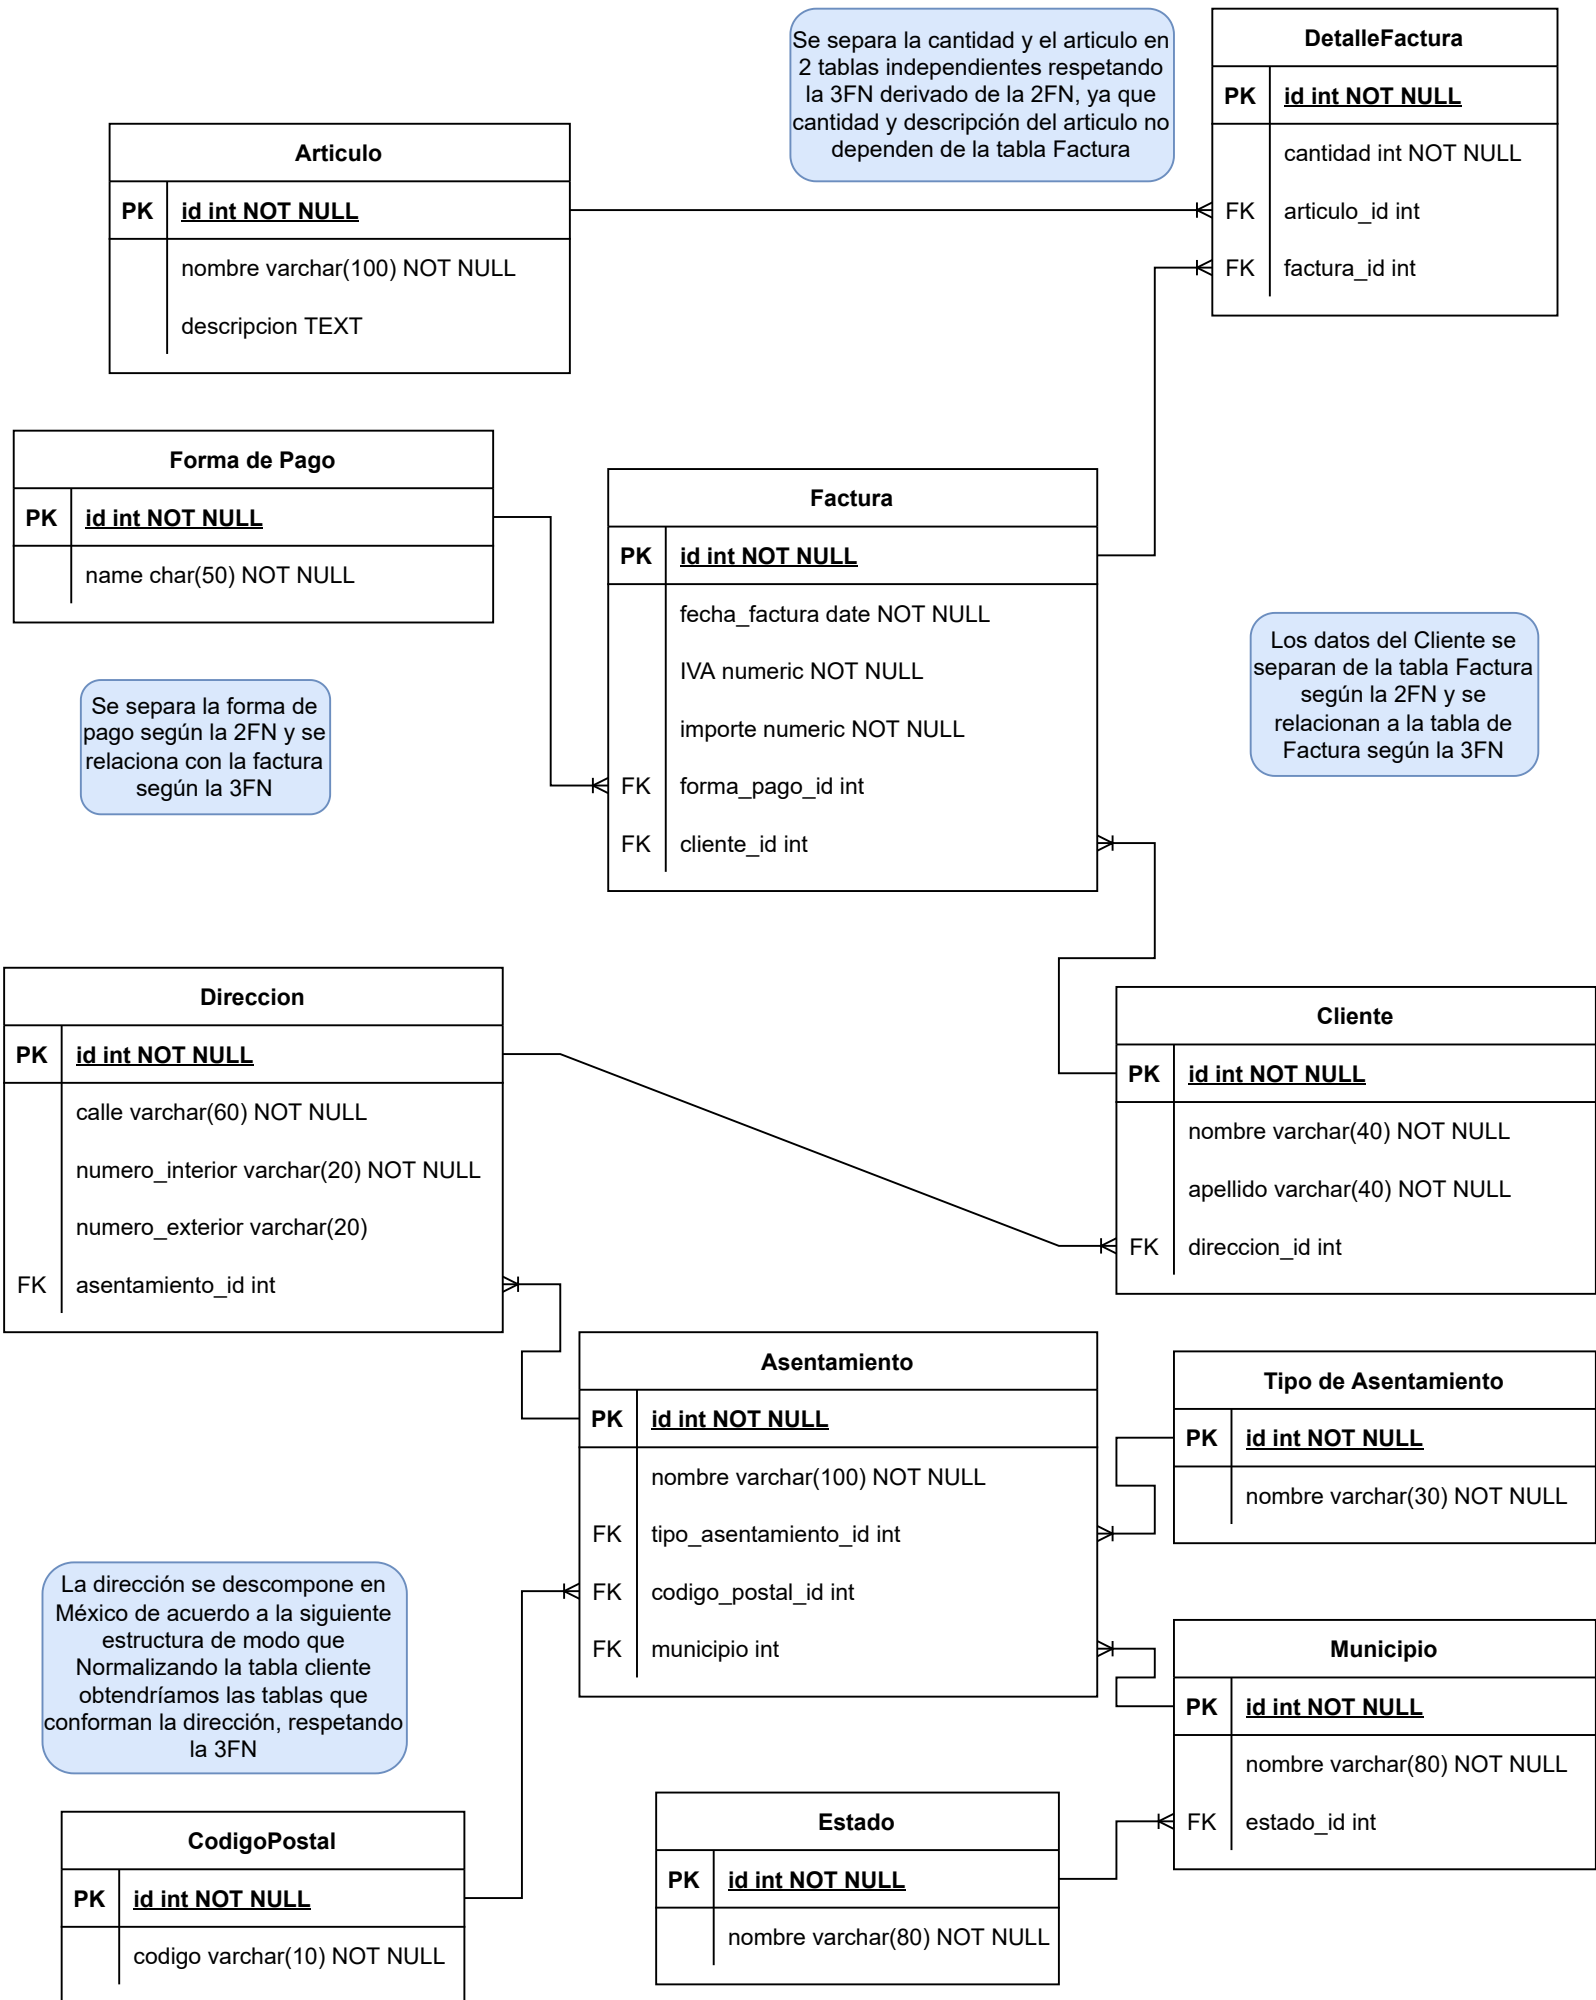 Se separa la cantidad y el articulo en
2 tablas independientes respetando
la 3FN derivado de la 2FN, ya que
cantidad y descripción del articulo no
dependen de la tabla Factura
DetalleFactura
PK id int NOT NULL
cantidad int NOT NULL
FK articulo_id int
FK factura_id int
Articulo
PK id int NOT NULL
nombre varchar(100) NOT NULL
descripcion TEXT
Forma de Pago
PK id int NOT NULL
name char(50) NOT NULL
Factura
PK id int NOT NULL
fecha_factura date NOT NULL
IVA numeric NOT NULL
importe numeric NOT NULL
FK forma_pago_id int
FK cliente_id int
Los datos del Cliente se
separan de la tabla Factura
según la 2FN y se
relacionan a la tabla de
Factura según la 3FN
Se separa la forma de
pago según la 2FN y se
relaciona con la factura
según la 3FN
Direccion
PK id int NOT NULL
calle varchar(60) NOT NULL
numero_interior varchar(20) NOT NULL
numero_exterior varchar(20)
FK asentamiento_id int
Cliente
PK id int NOT NULL
nombre varchar(40) NOT NULL
apellido varchar(40) NOT NULL
FK direccion_id int
Asentamiento
PK id int NOT NULL
nombre varchar(100) NOT NULL
FK tipo_asentamiento_id int
FK codigo_postal_id int
FK municipio int
Tipo de Asentamiento
PK id int NOT NULL
nombre varchar(30) NOT NULL
La dirección se descompone en
México de acuerdo a la siguiente
estructura de modo que
Normalizando la tabla cliente
obtendríamos las tablas que
conforman la dirección, respetando
la 3FN
Municipio
PK id int NOT NULL
nombre varchar(80) NOT NULL
FK estado_id int
CodigoPostal
PK id int NOT NULL
codigo varchar(10) NOT NULL
Estado
PK id int NOT NULL
nombre varchar(80) NOT NULL